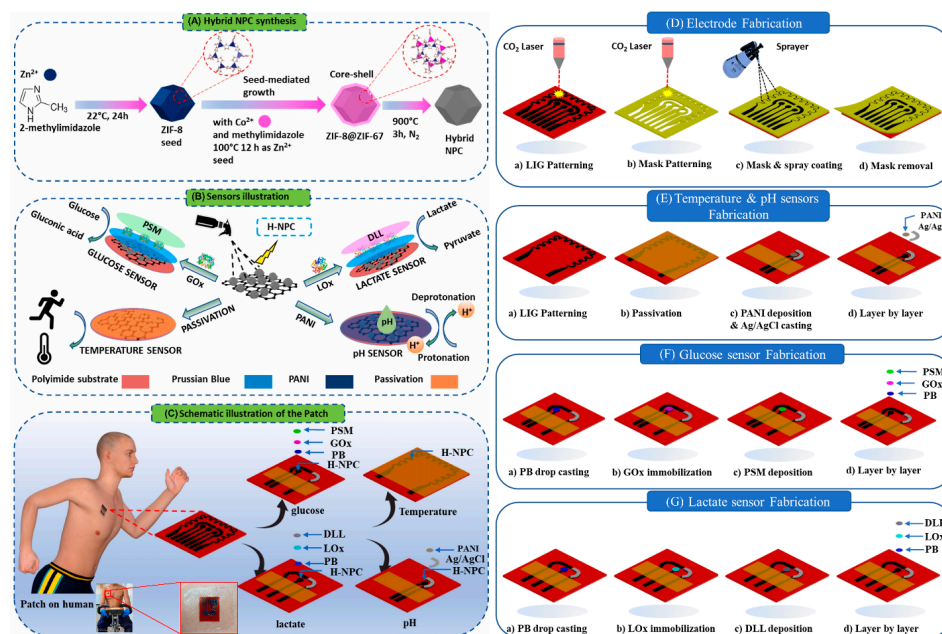 (A) Hybrid NPC synthesis
Zn²⁺
N
N
H
CH₃
2-methylimidazole
22°C, 24h
ZIF-8
seed
Seed-mediated
growth
with Co²⁺
and methylimidazole
100°C 12 h as Zn²⁺
seed
Core-shell
ZIF-8@ZIF-67
900°C
3h, N₂
Hybrid
NPC
(B) Sensors illustration
Glucose
Gluconic acid
PSM
GLUCOSE SENSOR
GOx
H-NPC
LOx
DLL
LACTATE SENSOR
Lactate
Pyruvate
PASSIVATION
TEMPERATURE SENSOR
PANI
pH
pH SENSOR
Deprotonation
H⁺
H⁺
Protonation
Polyimide substrate
Prussian Blue
PANI
Passivation
(C) Schematic illustration of the Patch
PSM
GOx
PB
H-NPC
glucose
H-NPC
Temperature
DLL
LOx
PB
H-NPC
lactate
PANI
Ag/AgCl
H-NPC
pH
Patch on human
(D) Electrode Fabrication
CO₂ Laser
CO₂ Laser
Sprayer
a) LIG Patterning
b) Mask Patterning
c) Mask & spray coating
d) Mask removal
(E) Temperature & pH sensors
Fabrication
PANI
Ag/Ag
a) LIG Patterning
b) Passivation
c) PANI deposition
& Ag/AgCl casting
d) Layer by layer
(F) Glucose sensor Fabrication
PSM
GOx
PB
a) PB drop casting
b) GOx immobilization
c) PSM deposition
d) Layer by layer
(G) Lactate sensor Fabrication
DLL
LOx
PB
a) PB drop casting
b) LOx immobilization
c) DLL deposition
d) Layer by layer